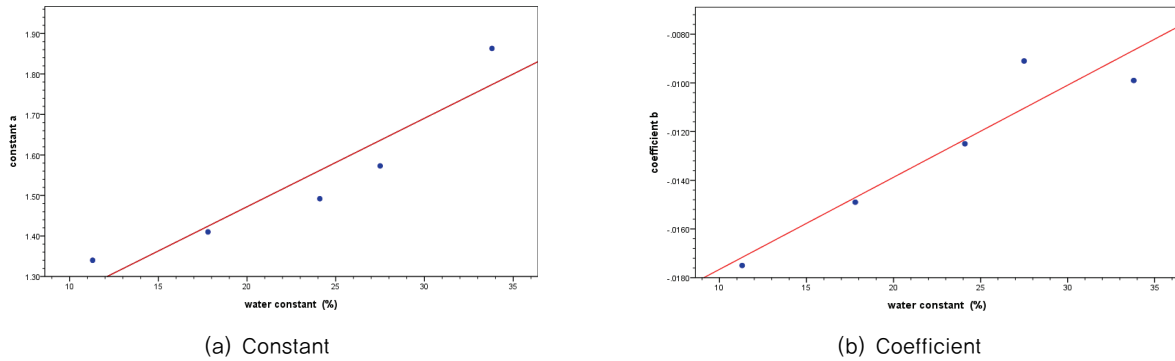 1.90
1.80
1.70
1.60
1.50
1.40
1.30
constant a
10 15 20 25 30 35
water constant (%)
(a) Constant
-.0080
-.0100
-.0120
-.0140
-.0160
-.0180
coefficient b
10 15 20 25 30 35
water constant (%)
(b) Coefficient